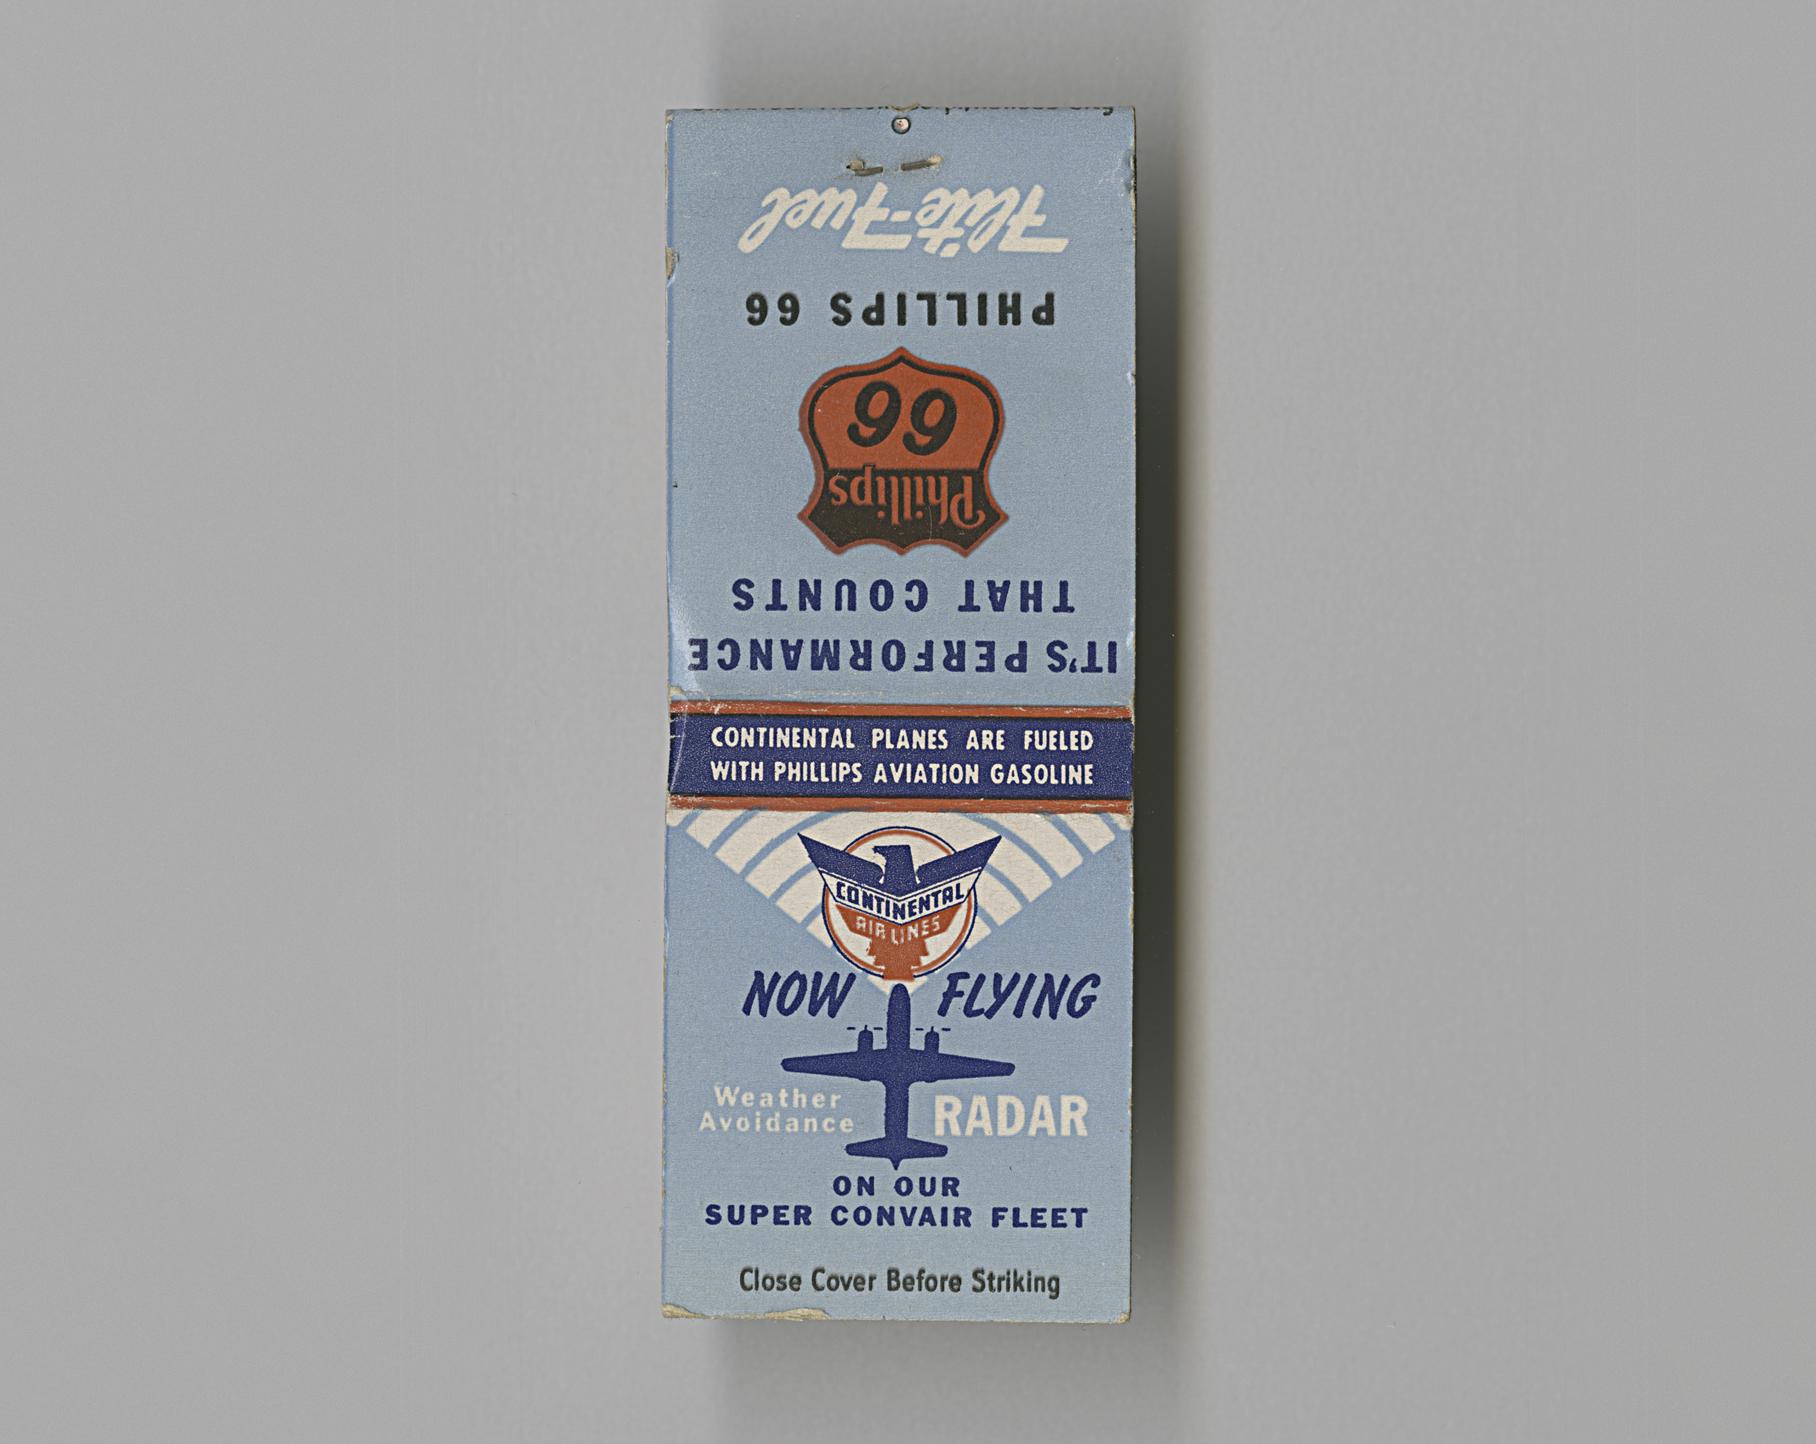 IT'S PERFORMANCE
THAT COUNTS
Phillips
66
PHILLIPS 66
Flite-Fuel
CONTINENTAL PLANES ARE FUELED
WITH PHILLIPS AVIATION GASOLINE
CONTINENTAL
AIR LINES
NOW FLYING
Weather
Avoidance
RADAR
ON OUR
SUPER CONVAIR FLEET
Close Cover Before Striking